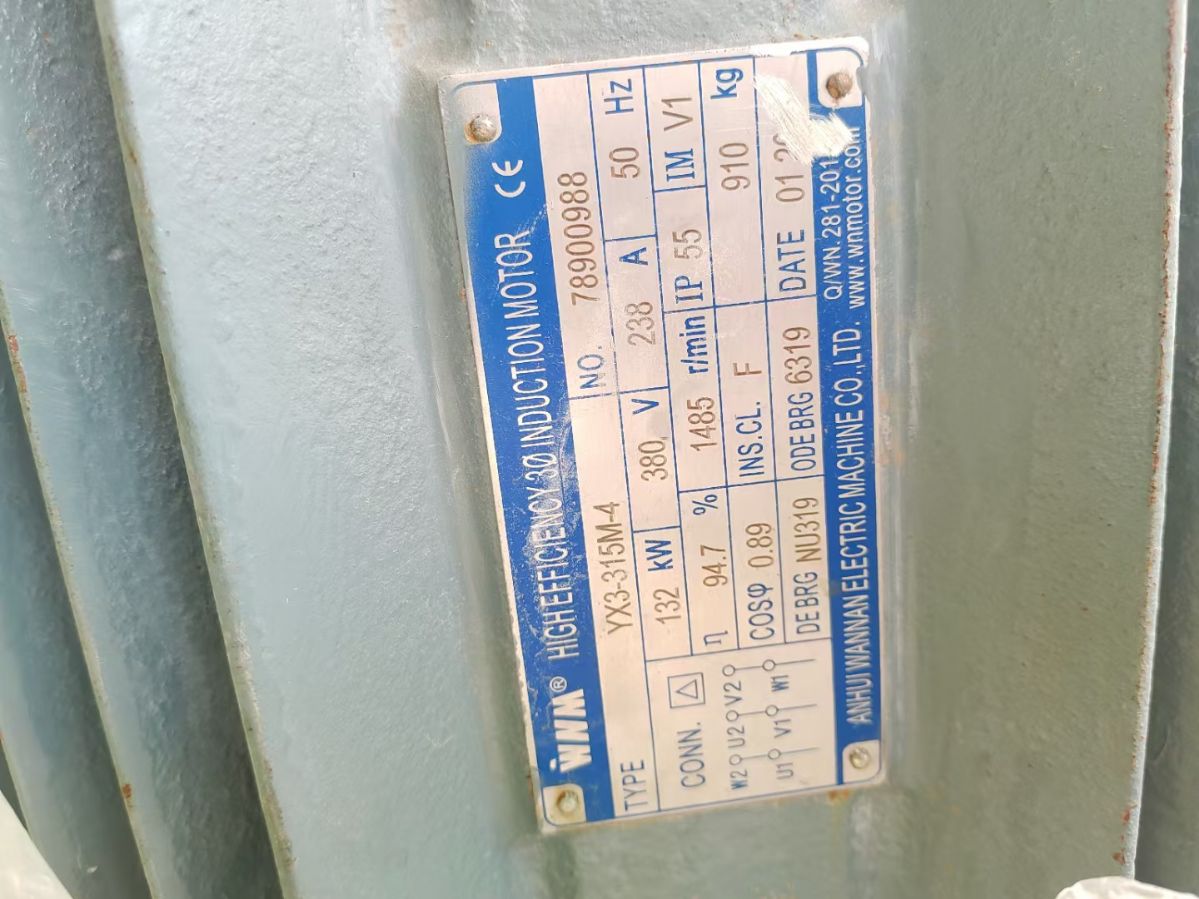 WNM® HIGH EFFICIENCY 3Ø INDUCTION MOTOR CE
TYPE YX3-315M-4 NO. 78900988
132 kW 380 V 238 A 50 Hz
CONN. △ η 94.7 % 1485 r/min IP 55 IM V1
W2 U2 V2 COSφ 0.89 INS.CL. F 910 kg
U1 V1 W1 DE BRG NU319 ODE BRG 6319 DATE 01
ANHUI WANNAN ELECTRIC MACHINE CO.,LTD. Q/WN.281-201
www.wnmotor.com